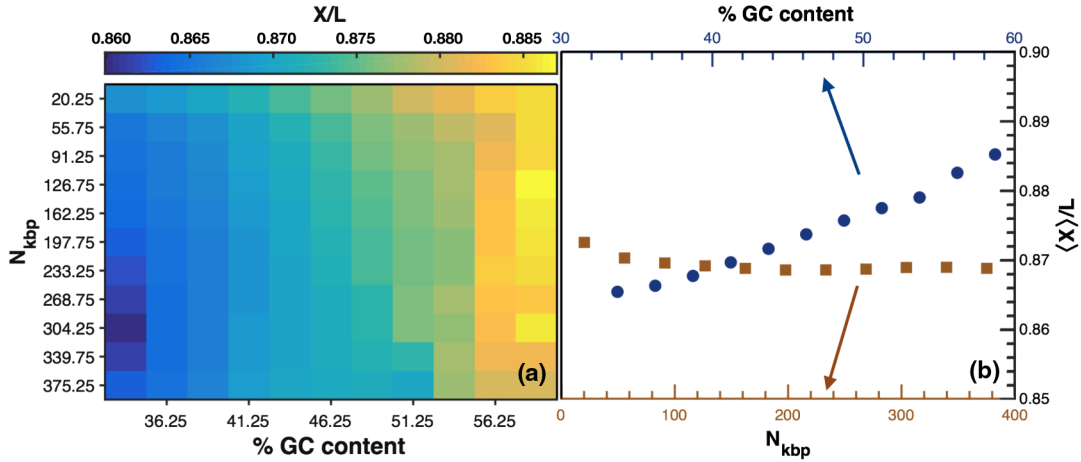 X/L
0.860 0.865 0.870 0.875 0.880 0.885
20.25
55.75
91.25
126.75
162.25
197.75
233.25
268.75
304.25
339.75
375.25
N_kbp
36.25 41.25 46.25 51.25 56.25
% GC content
(a)
% GC content
30 40 50 60
0.90
0.89
0.88
0.87
0.86
0.85
⟨X⟩/L
(b)
0 100 200 300 400
N_kbp